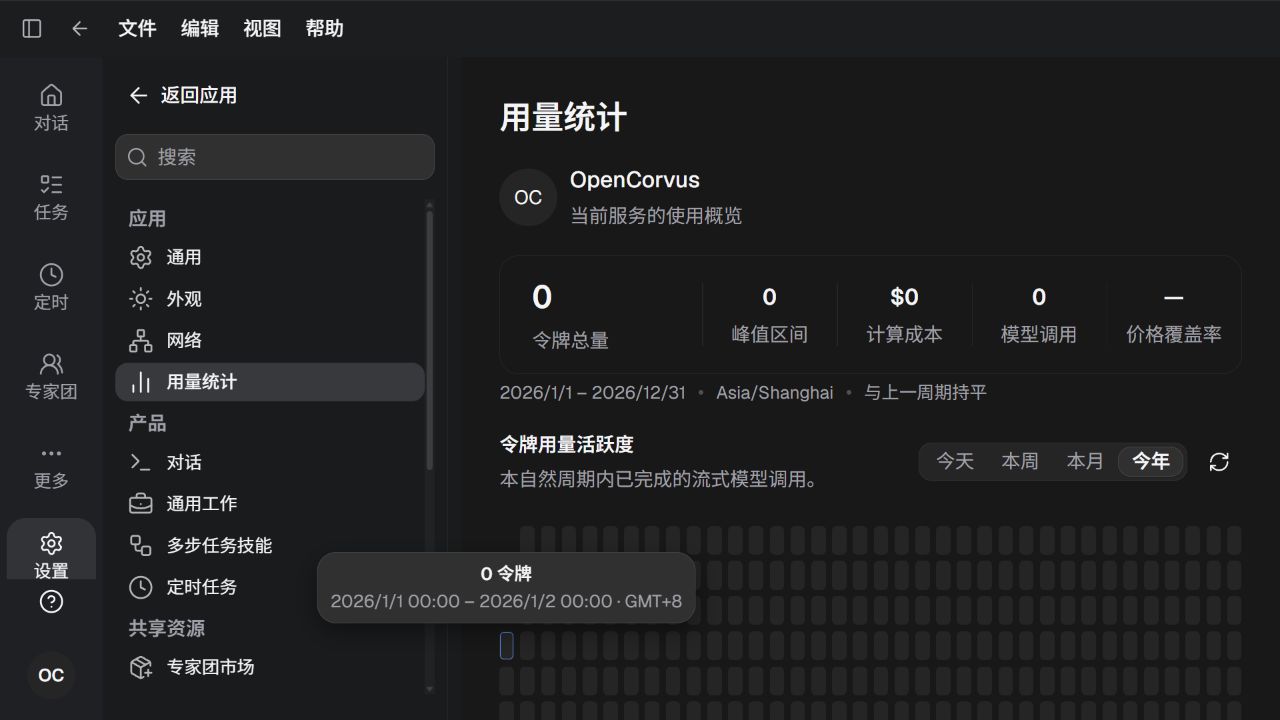 文件 编辑 视图 帮助
对话
任务
定时
专家团
更多
设置
OC
返回应用
搜索
应用
通用
外观
网络
用量统计
产品
对话
通用工作
多步任务技能
定时任务
共享资源
专家团市场
用量统计
OC
OpenCorvus
当前服务的使用概览
0 0 $0 0 —
令牌总量 峰值区间 计算成本 模型调用 价格覆盖率
2026/1/1 – 2026/12/31 • Asia/Shanghai • 与上一周期持平
令牌用量活跃度
本自然周期内已完成的流式模型调用。
今天 本周 本月 今年
0 令牌
2026/1/1 00:00 – 2026/1/2 00:00 · GMT+8